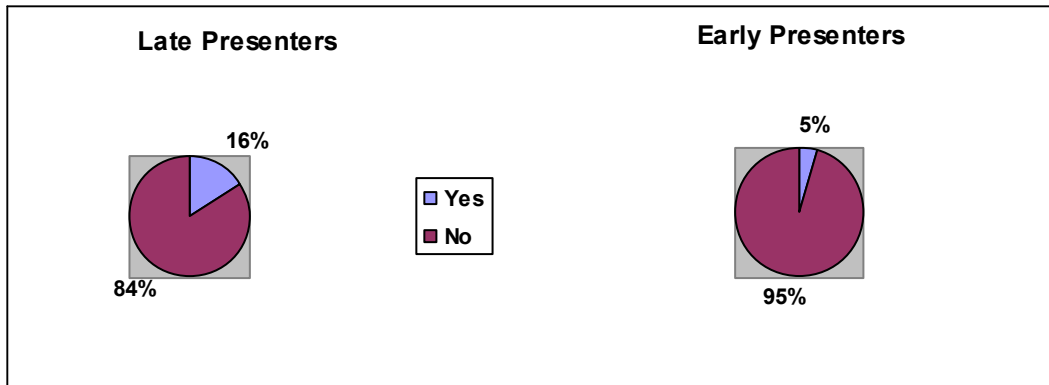 Late Presenters
16%
84%
Yes
No
Early Presenters
5%
95%